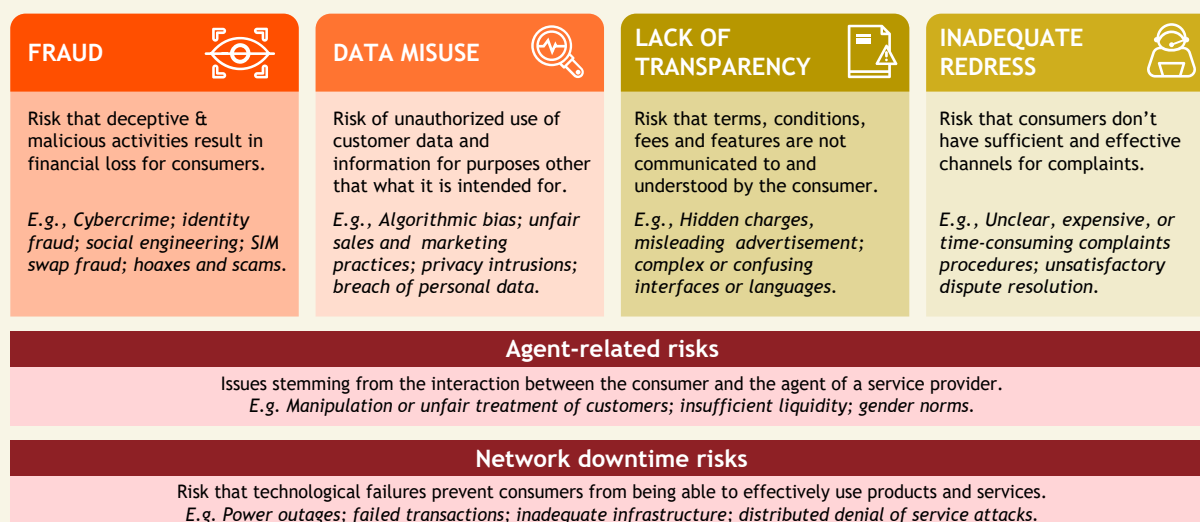 FRAUD
Risk that deceptive &
malicious activities result in
financial loss for consumers.
E.g., Cybercrime; identity
fraud; social engineering; SIM
swap fraud; hoaxes and scams.
DATA MISUSE
Risk of unauthorized use of
customer data and
information for purposes other
that what it is intended for.
E.g., Algorithmic bias; unfair
sales and marketing
practices; privacy intrusions;
breach of personal data.
LACK OF
TRANSPARENCY
Risk that terms, conditions,
fees and features are not
communicated to and
understood by the consumer.
E.g., Hidden charges,
misleading advertisement;
complex or confusing
interfaces or languages.
INADEQUATE
REDRESS
Risk that consumers don't
have sufficient and effective
channels for complaints.
E.g., Unclear, expensive, or
time-consuming complaints
procedures; unsatisfactory
dispute resolution.
Agent-related risks
Issues stemming from the interaction between the consumer and the agent of a service provider.
E.g. Manipulation or unfair treatment of customers; insufficient liquidity; gender norms.
Network downtime risks
Risk that technological failures prevent consumers from being able to effectively use products and services.
E.g. Power outages; failed transactions; inadequate infrastructure; distributed denial of service attacks.